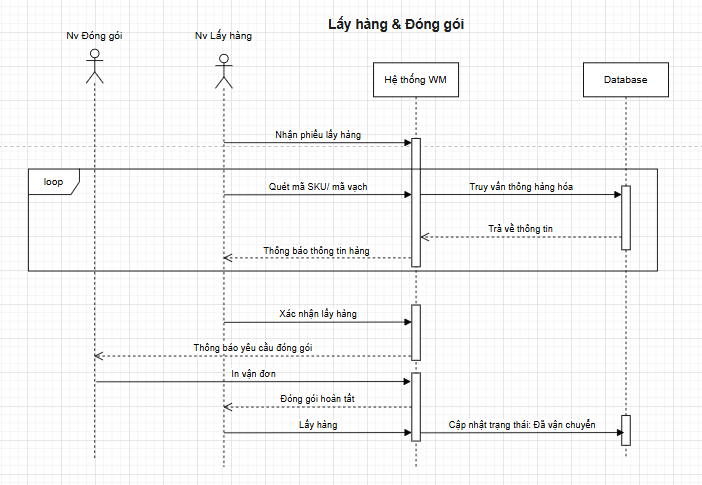 Lấy hàng & Đóng gói
Nv Đóng gói
Nv Lấy hàng
Hệ thống WM
Database
Nhận phiếu lấy hàng
loop
Quét mã SKU/ mã vạch
Truy vấn thông hàng hóa
Trả về thông tin
Thông báo thông tin hàng
Xác nhận lấy hàng
Thông báo yêu cầu đóng gói
In vận đơn
Đóng gói hoàn tất
Lấy hàng
Cập nhật trạng thái: Đã vận chuyển